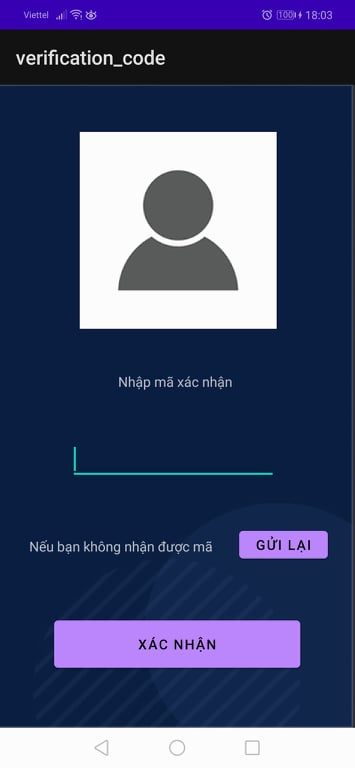 Viettel 100 18:03
verification_code
Nhập mã xác nhận
Nếu bạn không nhận được mã GỬI LẠI
XÁC NHẬN